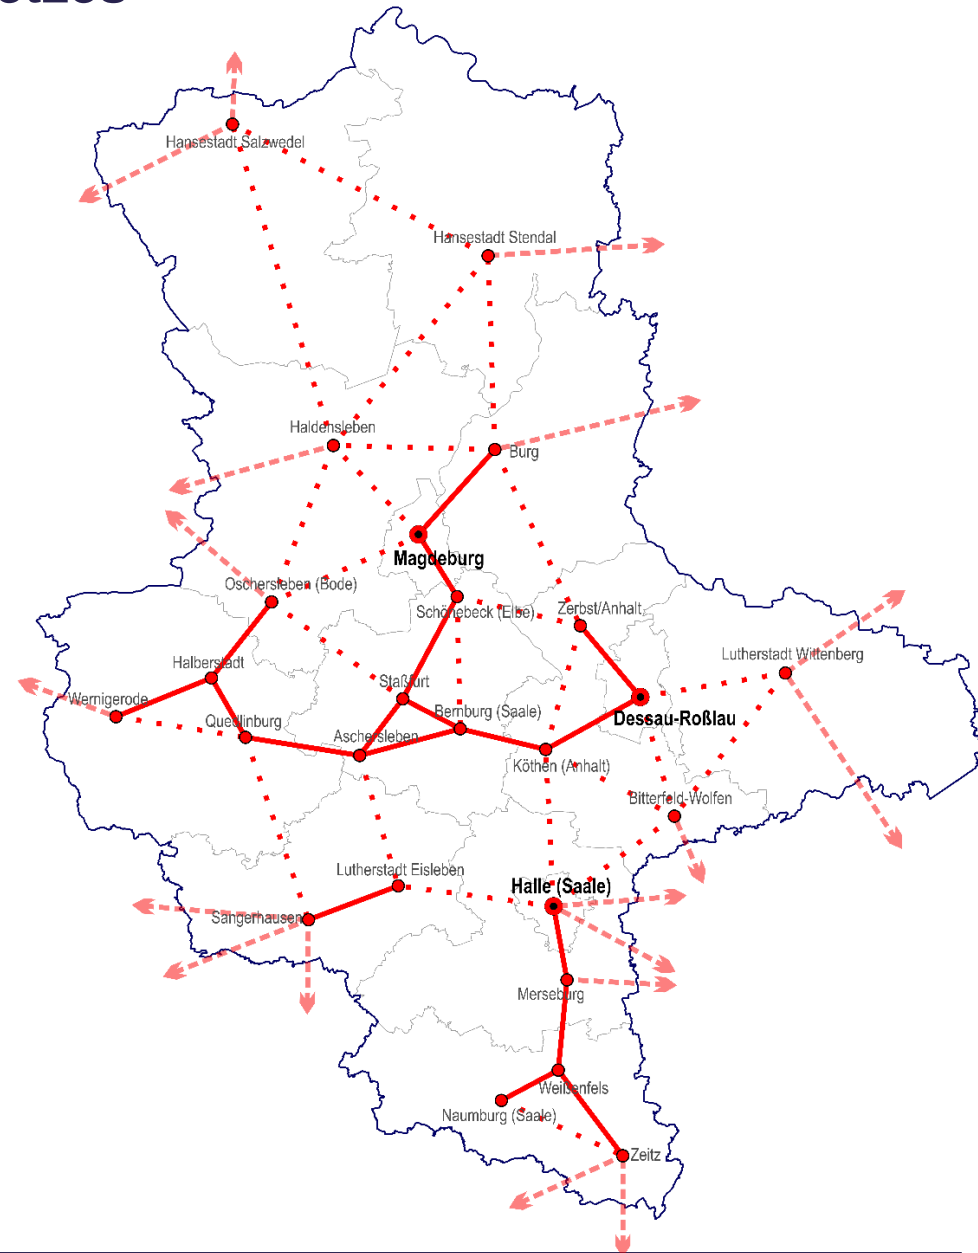 Hansestadt Salzwedel
Hansestadt Stendal
Haldensleben
Burg
Magdeburg
Oschersleben (Bode)
Schönebeck (Elbe)
Zerbst/Anhalt
Lutherstadt Wittenberg
Halberstadt
Staßfurt
Wernigerode
Bernburg (Saale)
Quedlinburg
Dessau-Roßlau
Aschersleben
Köthen (Anhalt)
Bitterfeld-Wolfen
Lutherstadt Eisleben
Halle (Saale)
Sangerhausen
Merseburg
Weißenfels
Naumburg (Saale)
Zeitz